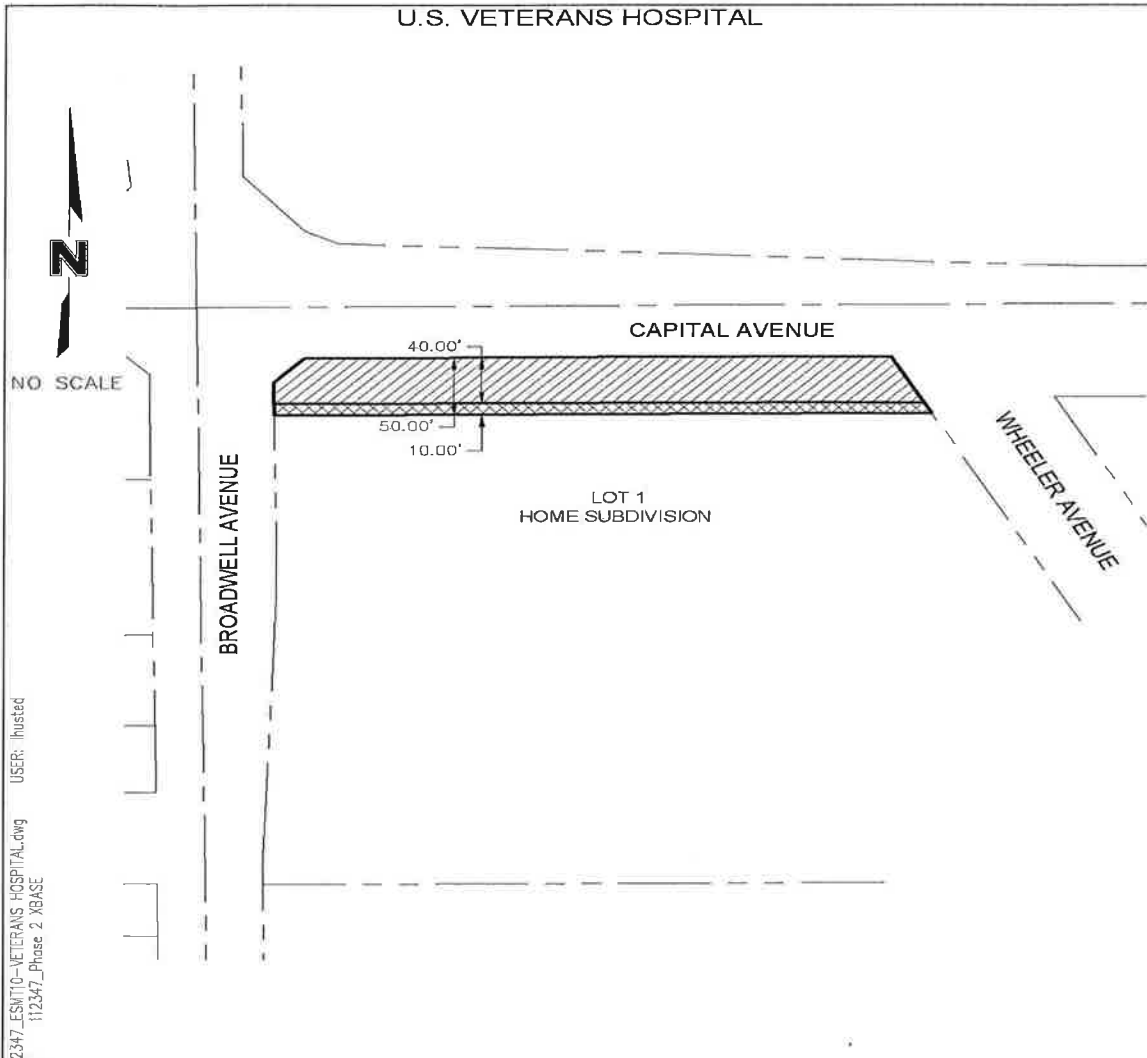 U.S. VETERANS HOSPITAL
N
NO SCALE
CAPITAL AVENUE
40.00'
50.00'
10.00'
BROADWELL AVENUE
WHEELER AVENUE
LOT 1
HOME SUBDIVISION
2347_ESMT10-VETERANS HOSPITAL.dwg USER: lhusted
112347_Phase 2 XBASE